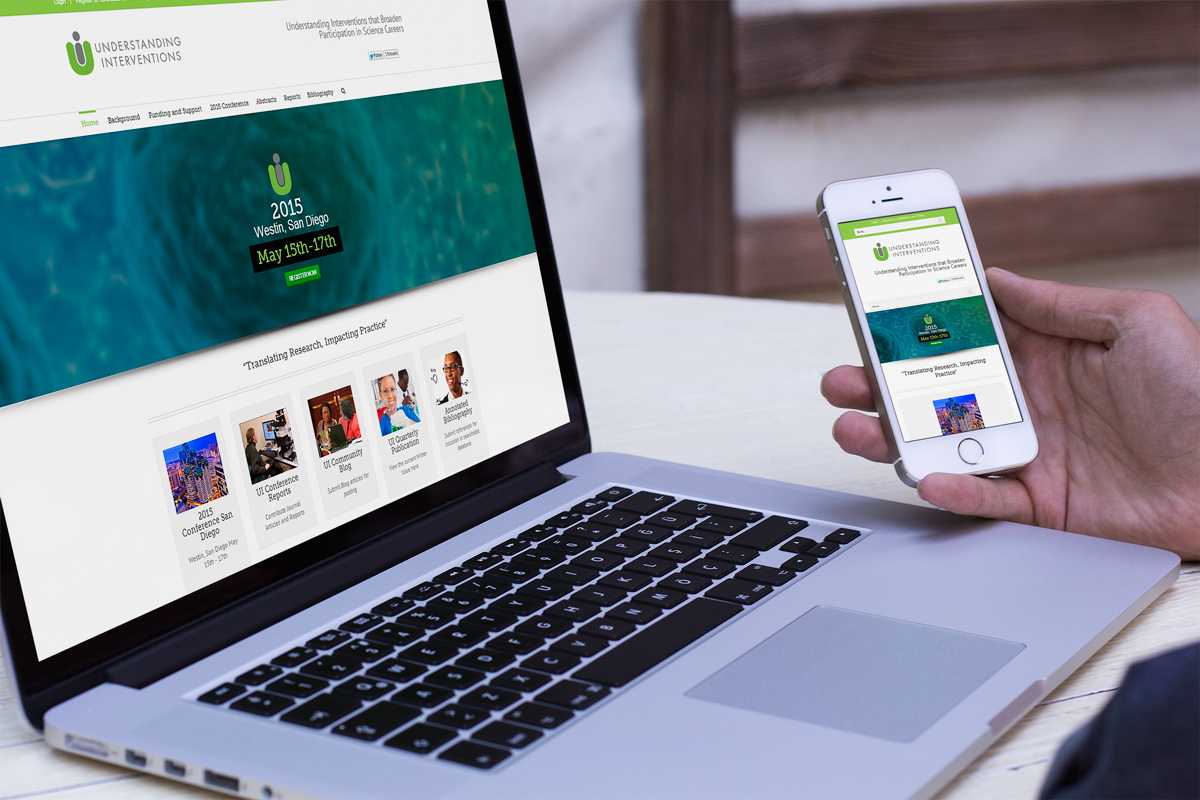 Login | Register
UNDERSTANDING
INTERVENTIONS
Understanding Interventions that Broaden
Participation in Science Careers
Follow
Home Background Funding and Support 2015 Conference Abstracts Reports Bibliography
2015
Westin, San Diego
May 15th-17th
REGISTER NOW
"Translating Research, Impacting Practice"
2015
Conference San
Diego
Westin, San Diego May
15th - 17th
UI Conference
Reports
Contribute Journal
Articles and Reports
UI Community
Blog
Submit Blog articles for
posting
UI Quarterly
Publication
View the current Winter
issue here
Annotated
Bibliography
Submit references for
inclusion in searchable
database
UNDERSTANDING
INTERVENTIONS
Understanding Interventions that Broaden
Participation in Science Careers
2015
Westin, San Diego
May 15th-17th
"Translating Research, Impacting
Practice"